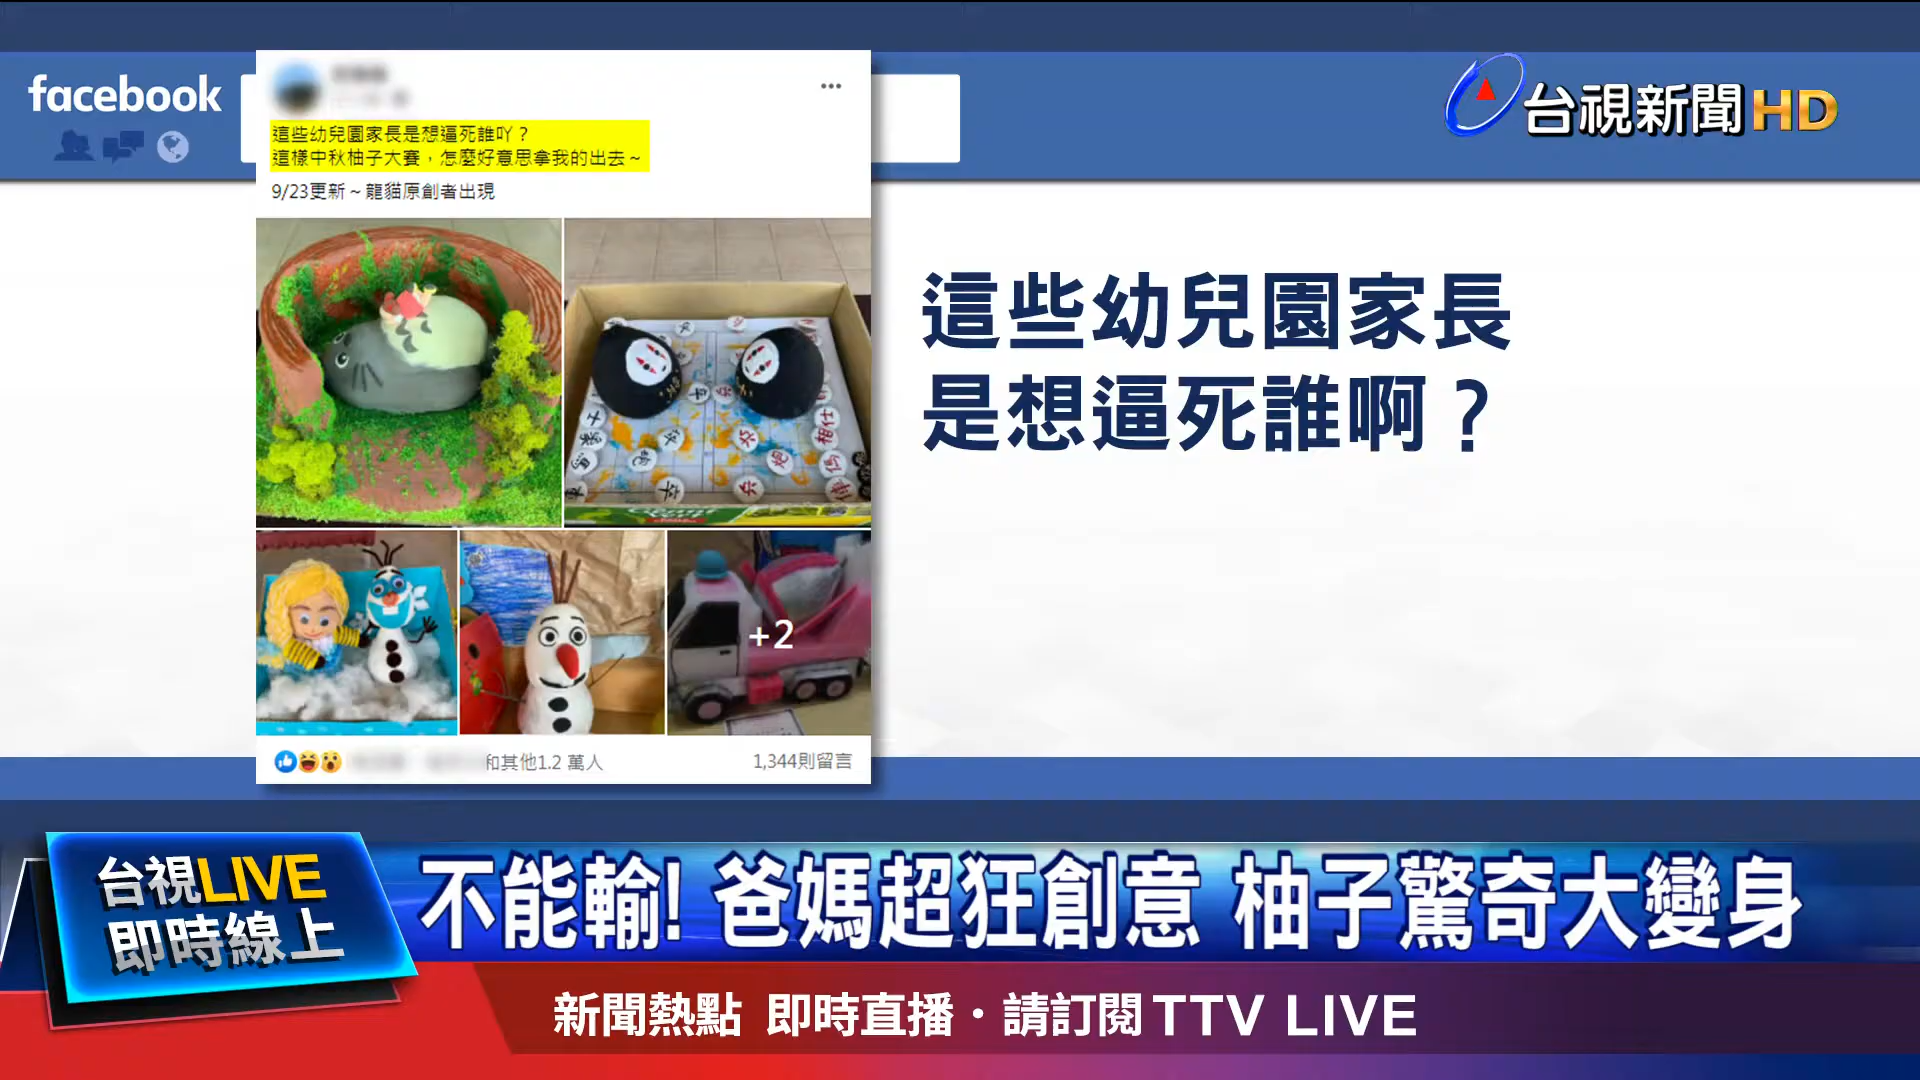 facebook
這些幼兒園家長是想逼死誰吖？
這樣中秋柚子大賽，怎麼好意思拿我的出去～
9/23更新～龍貓原創者出現
台視新聞HD
這些幼兒園家長
是想逼死誰啊？
+2
和其他1.2 萬人
1,344則留言
台視LIVE
即時線上
不能輸! 爸媽超狂創意 柚子驚奇大變身
新聞熱點 即時直播・請訂閱TTV LIVE